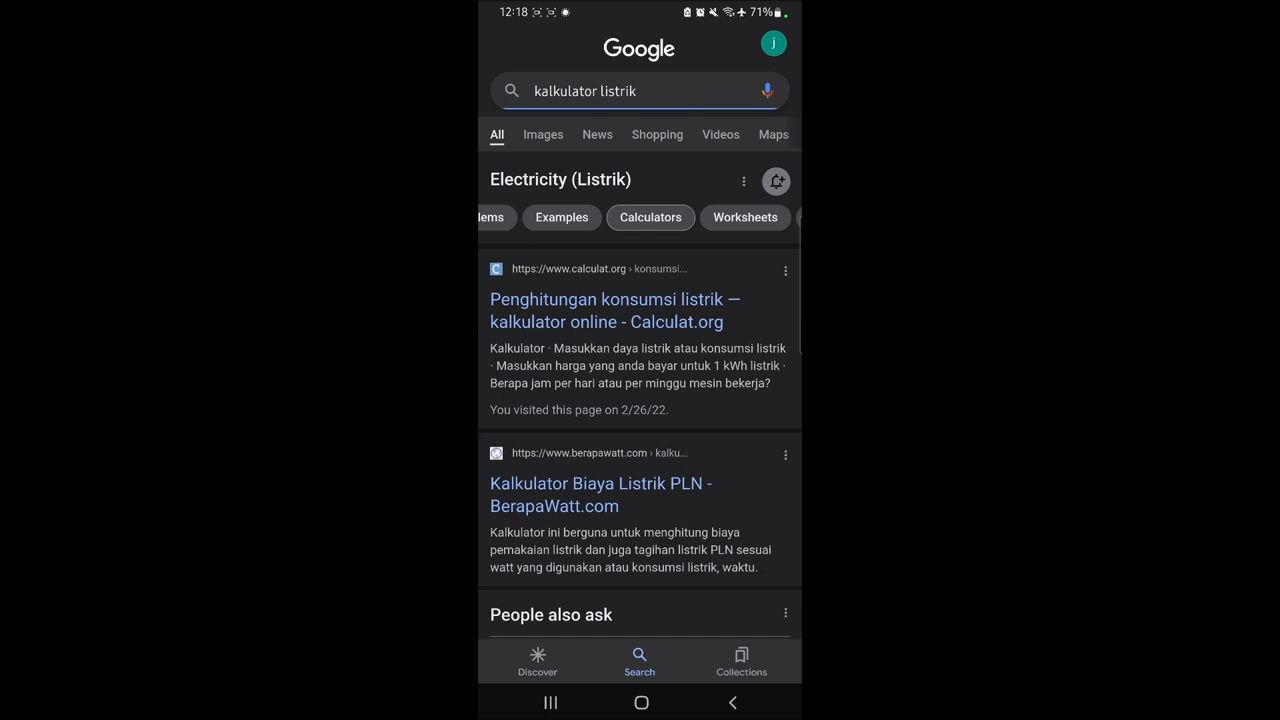 12:18
71%
Google
j
kalkulator listrik
All Images News Shopping Videos Maps
Electricity (Listrik)
lems Examples Calculators Worksheets
C https://www.calculat.org › konsumsi...
Penghitungan konsumsi listrik —
kalkulator online - Calculat.org
Kalkulator · Masukkan daya listrik atau konsumsi listrik
· Masukkan harga yang anda bayar untuk 1 kWh listrik ·
Berapa jam per hari atau per minggu mesin bekerja?
You visited this page on 2/26/22.
https://www.berapawatt.com › kalku...
Kalkulator Biaya Listrik PLN -
BerapaWatt.com
Kalkulator ini berguna untuk menghitung biaya
pemakaian listrik dan juga tagihan listrik PLN sesuai
watt yang digunakan atau konsumsi listrik, waktu.
People also ask
Discover Search Collections